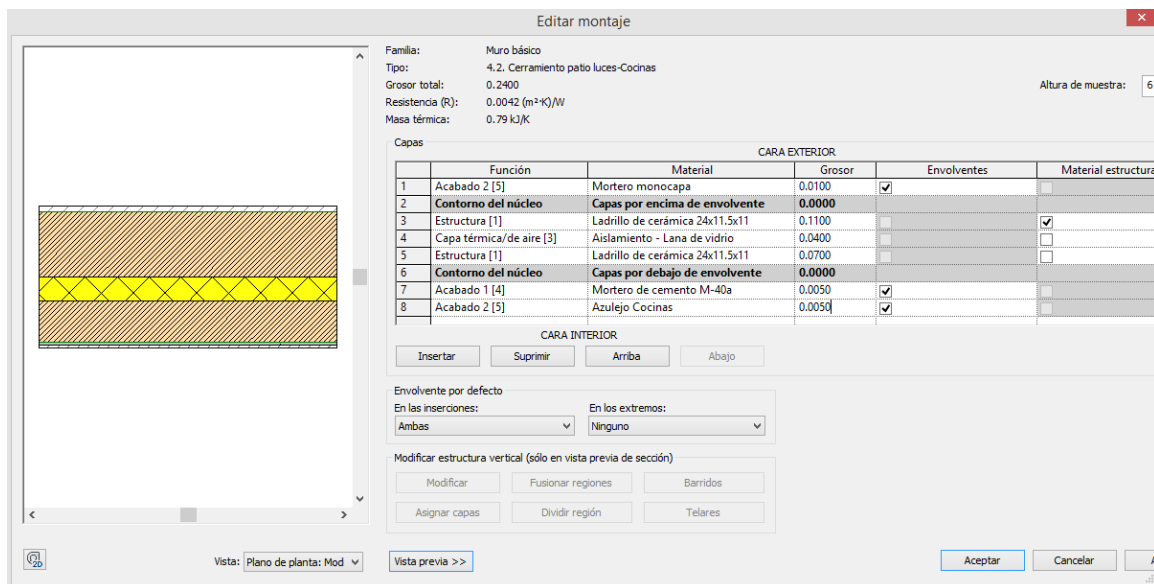 Editar montaje
Familia: Muro básico
Tipo: 4.2. Cerramiento patio luces-Cocinas
Grosor total: 0.2400
Resistencia (R): 0.0042 (m²·K)/W
Masa térmica: 0.79 kJ/K
Altura de muestra: 6
Capas
CARA EXTERIOR
Función Material Grosor Envolventes Material estructura
1 Acabado 2 [5] Mortero monocapa 0.0100
2 Contorno del núcleo Capas por encima de envolvente 0.0000
3 Estructura [1] Ladrillo de cerámica 24x11.5x11 0.1100
4 Capa térmica/de aire [3] Aislamiento - Lana de vidrio 0.0400
5 Estructura [1] Ladrillo de cerámica 24x11.5x11 0.0700
6 Contorno del núcleo Capas por debajo de envolvente 0.0000
7 Acabado 1 [4] Mortero de cemento M-40a 0.0050
8 Acabado 2 [5] Azulejo Cocinas 0.0050
CARA INTERIOR
Insertar Suprimir Arriba Abajo
Envolvente por defecto
En las inserciones: En los extremos:
Ambas Ninguno
Modificar estructura vertical (sólo en vista previa de sección)
Modificar Fusionar regiones Barridos
Asignar capas Dividir región Telares
2D Vista: Plano de planta: Mod Vista previa >> Aceptar Cancelar A